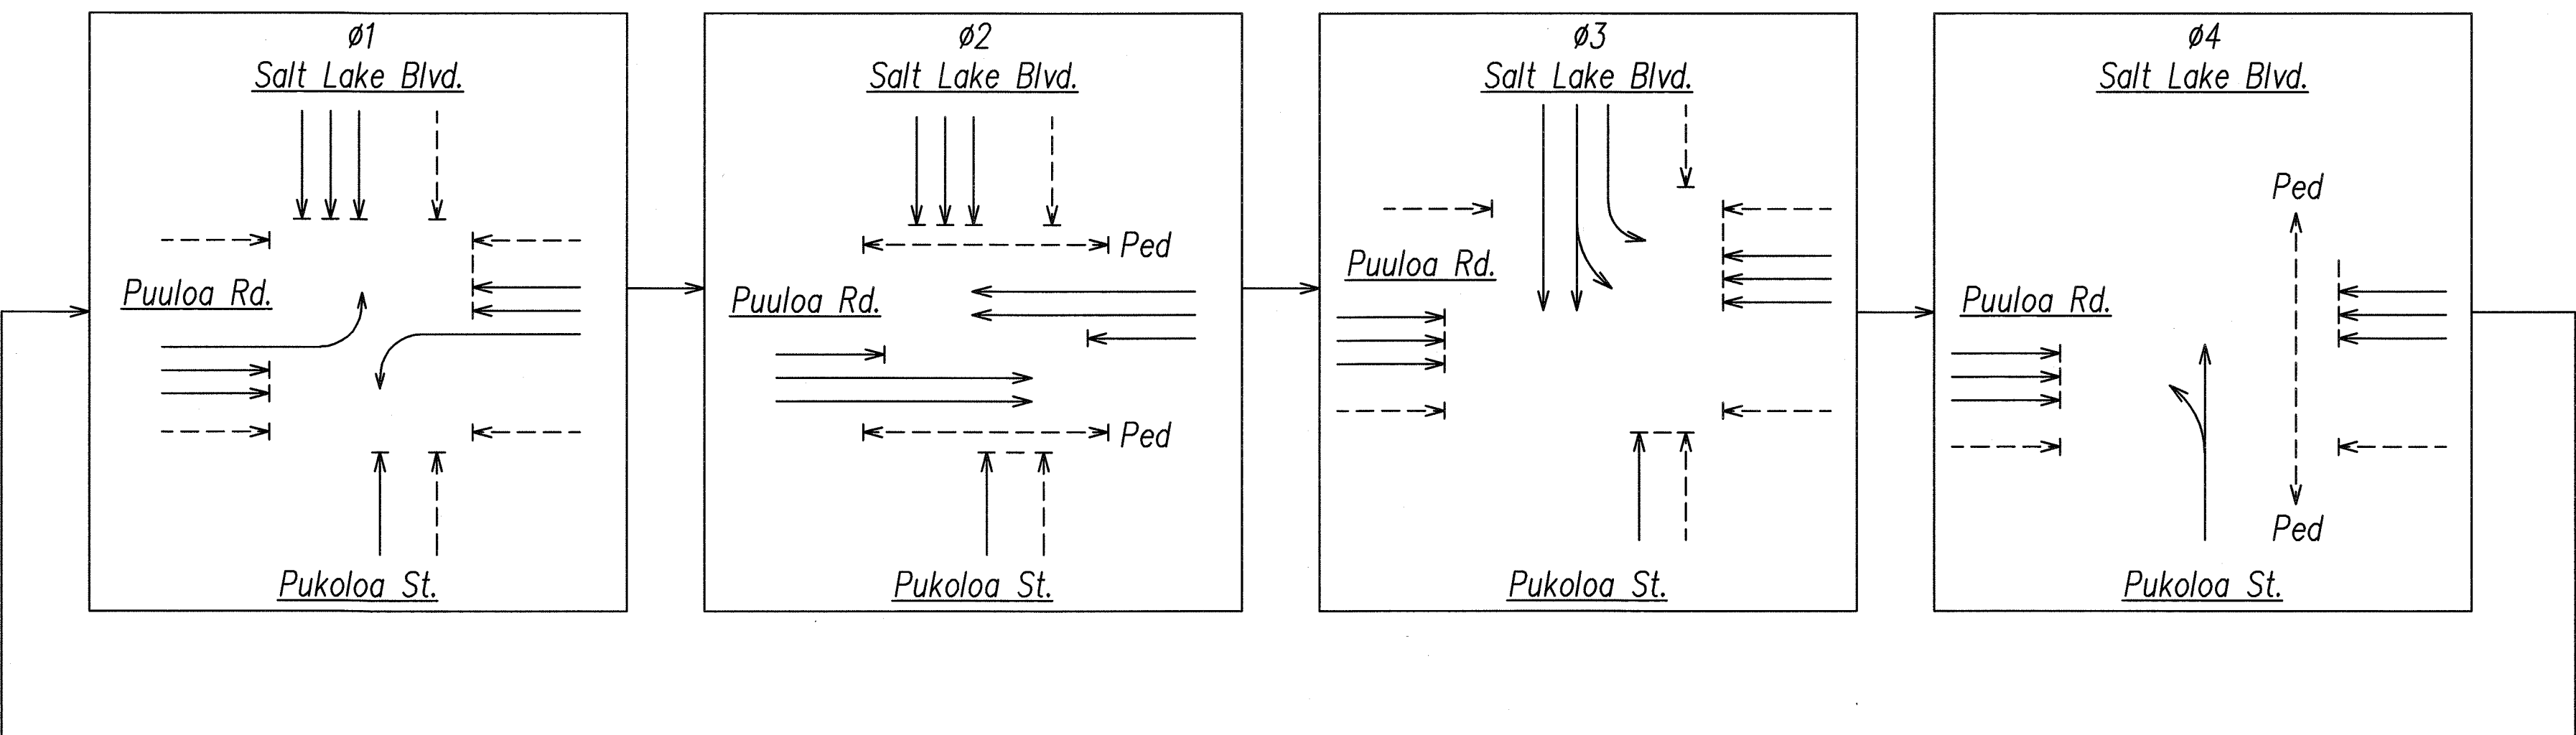 ø1
Salt Lake Blvd.
Puuloa Rd.
Pukoloa St.
ø2
Salt Lake Blvd.
Ped
Puuloa Rd.
Ped
Pukoloa St.
ø3
Salt Lake Blvd.
Puuloa Rd.
Pukoloa St.
ø4
Salt Lake Blvd.
Ped
Puuloa Rd.
Ped
Pukoloa St.